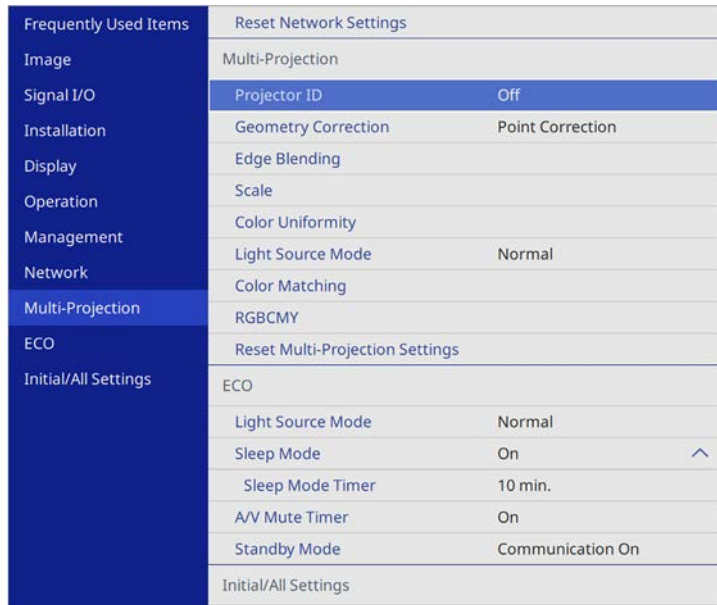 Frequently Used Items
Image
Signal I/O
Installation
Display
Operation
Management
Network
Multi-Projection
ECO
Initial/All Settings
Reset Network Settings
Multi-Projection
Projector ID Off
Geometry Correction Point Correction
Edge Blending
Scale
Color Uniformity
Light Source Mode Normal
Color Matching
RGBCMY
Reset Multi-Projection Settings
ECO
Light Source Mode Normal
Sleep Mode On
Sleep Mode Timer 10 min.
A/V Mute Timer On
Standby Mode Communication On
Initial/All Settings